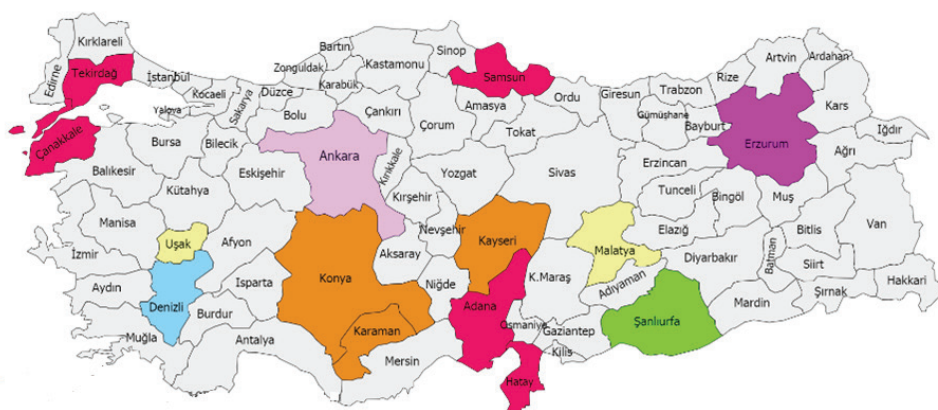 Kırklareli
Edirne
Tekirdağ
İstanbul
Kocaeli
Yalova
Sakarya
Düzce
Zonguldak
Bartın
Karabük
Kastamonu
Sinop
Samsun
Ordu
Giresun
Trabzon
Rize
Artvin
Ardahan
Kars
Iğdır
Ağrı
Erzurum
Bayburt
Gümüşhane
Tokat
Amasya
Çorum
Çankırı
Bolu
Bilecik
Bursa
Çanakkale
Balıkesir
Kütahya
Eskişehir
Ankara
Kırıkkale
Kırşehir
Yozgat
Sivas
Erzincan
Tunceli
Bingöl
Muş
Bitlis
Van
Hakkari
Siirt
Şırnak
Batman
Mardin
Diyarbakır
Elazığ
Malatya
Adıyaman
Şanlıurfa
Gaziantep
Kilis
Osmaniye
Hatay
K.Maraş
Adana
Kayseri
Nevşehir
Niğde
Aksaray
Konya
Karaman
Mersin
Antalya
Isparta
Burdur
Afyon
Uşak
Denizli
Muğla
Aydın
İzmir
Manisa